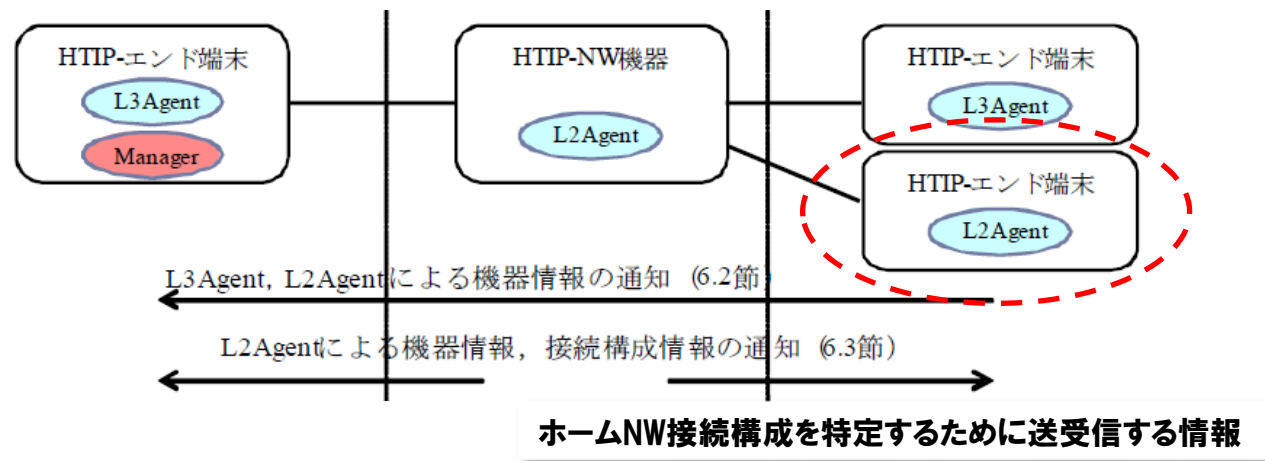 HTIP-エンド端末
L3Agent
Manager
HTIP-NW機器
L2Agent
HTIP-エンド端末
L3Agent
HTIP-エンド端末
L2Agent
L3Agent, L2Agentによる機器情報の通知 (6.2節)
L2Agentによる機器情報，接続構成情報の通知 (6.3節)
ホームNW接続構成を特定するために送受信する情報